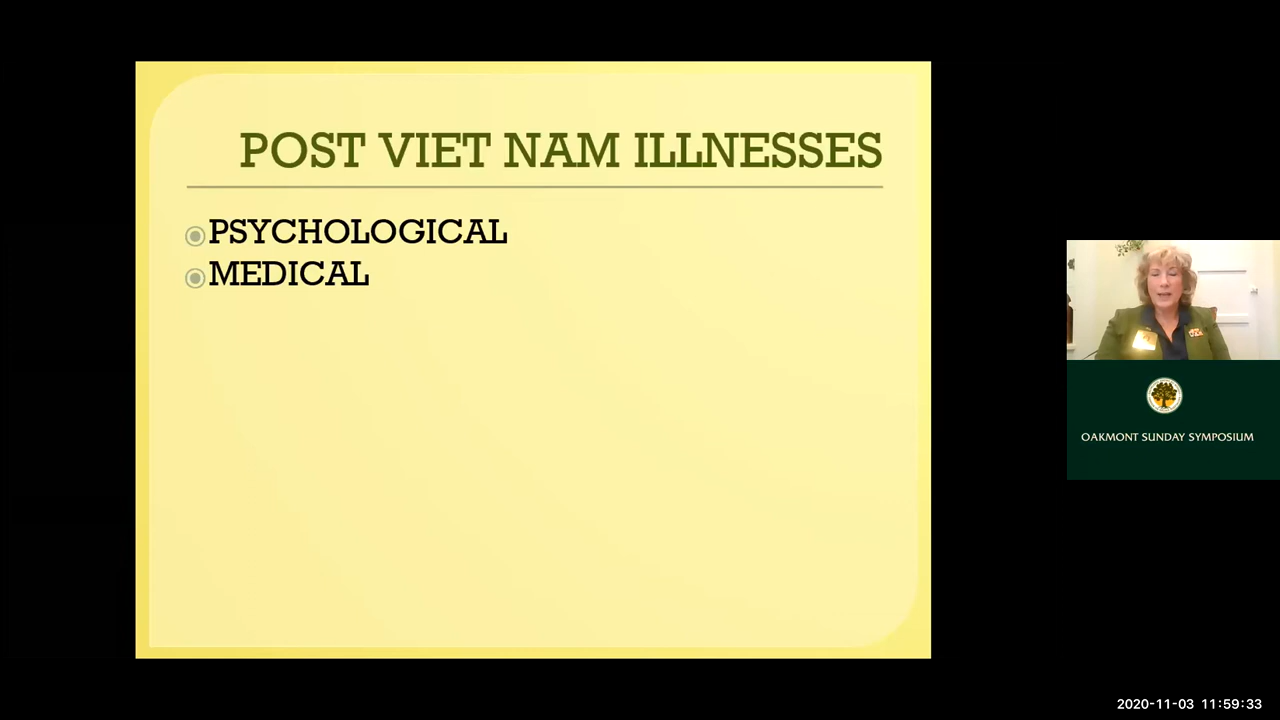 POST VIET NAM ILLNESSES
PSYCHOLOGICAL
MEDICAL
OAKMONT SUNDAY SYMPOSIUM
2020-11-03 11:59:33